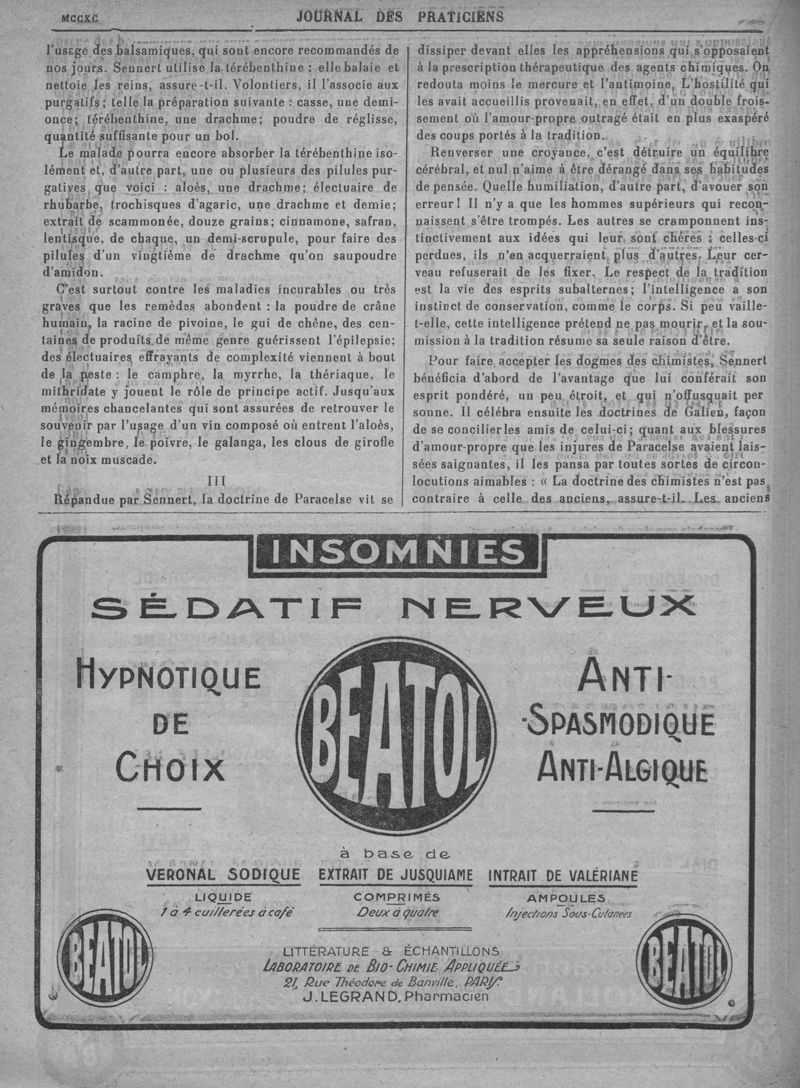 MCCXC
JOURNAL DES PRATICIENS
l'usage des balsamiques, qui sont encore recommandés de
nos jours. Sennert utilise la térébenthine : elle balaie et
nettoie les reins, assure-t-il. Volontiers, il l'associe aux
purgatifs ; telle la préparation suivante : casse, une demi-
once ; térébenthine, une drachme ; poudre de réglisse,
quantité suffisante pour un bol.
Le malade pourra encore absorber la térébenthine iso-
lément et, d'autre part, une ou plusieurs des pilules pur-
gatives que voici : aloès, une drachme ; électuaire de
rhubarbe, trochisques d'agaric, une drachme et demie ;
extrait de scammonée, douze grains ; cinnamone, safran,
lentisque, de chaque, un demi-scrupule, pour faire des
pilules d'un vingtième de drachme qu'on saupoudre
d'amidon.
C'est surtout contre les maladies incurables ou très
graves que les remèdes abondent : la poudre de crâne
humain, la racine de pivoine, le gui de chêne, des cen-
taines de produits de même genre guérissent l'épilepsie ;
des électuaires effrayants de complexité viennent à bout
de la peste : le camphre, la myrrhe, la thériaque, le
mithridate y jouent le rôle de principe actif. Jusqu'aux
mémoires chancelantes qui sont assurées de retrouver le
souvenir par l'usage d'un vin composé où entrent l'aloès,
le gingembre, le poivre, le galanga, les clous de girofle
et la noix muscade.
III
Répandue par Sennert, la doctrine de Paracelse vit se
dissiper devant elles les appréhensions qui s'opposaient
à la prescription thérapeutique des agents chimiques. On
redouta moins le mercure et l'antimoine. L'hostilité qui
les avait accueillis provenait, en effet, d'un double frois-
sement où l'amour-propre outragé était en plus exaspéré
des coups portés à la tradition.
Renverser une croyance, c'est détruire un équilibre
cérébral, et nul n'aime à être dérangé dans ses habitudes
de pensée. Quelle humiliation, d'autre part, d'avouer son
erreur ! Il n'y a que les hommes supérieurs qui recon-
naissent s'être trompés. Les autres se cramponnent ins-
tinctivement aux idées qui leur sont chères ; celles-ci
perdues, ils n'en acquerraient plus d'autres. Leur cer-
veau refuserait de les fixer. Le respect de la tradition
est la vie des esprits subalternes ; l'intelligence a son
instinct de conservation, comme le corps. Si peu vaille-
t-elle, cette intelligence prétend ne pas mourir, et la sou-
mission à la tradition résume sa seule raison d'être.
Pour faire accepter les dogmes des chimistes, Sennert
bénéficia d'abord de l'avantage que lui conférait son
esprit pondéré, un peu étroit, et qui n'offusquait per
sonne. Il célébra ensuite les doctrines de Galien, façon
de se concilier les amis de celui-ci ; quant aux blessures
d'amour-propre que les injures de Paracelse avaient lais-
sées saignantes, il les pansa par toutes sortes de circon-
locutions aimables : « La doctrine des chimistes n'est pas
contraire à celle des anciens, assure-t-il. Les anciens
INSOMNIES
SÉDATIF NERVEUX
HYPNOTIQUE
DE
CHOIX
BEATOL
ANTI-
-SPASMODIQUE
ANTI-ALGIQUE
à base de
VERONAL SODIQUE EXTRAIT DE JUSQUIAME INTRAIT DE VALÉRIANE
LIQUIDE COMPRIMÉS AMPOULES
1 à 4 cuillerées à café Deux à quatre Injections Sous-Cutanées
BEATOL
BEATOL
LITTÉRATURE & ÉCHANTILLONS
LABORATOIRE DE BIO-CHIMIE APPLIQUÉE
21, Rue Théodore de Banville, PARIS
J. LEGRAND, Pharmacien